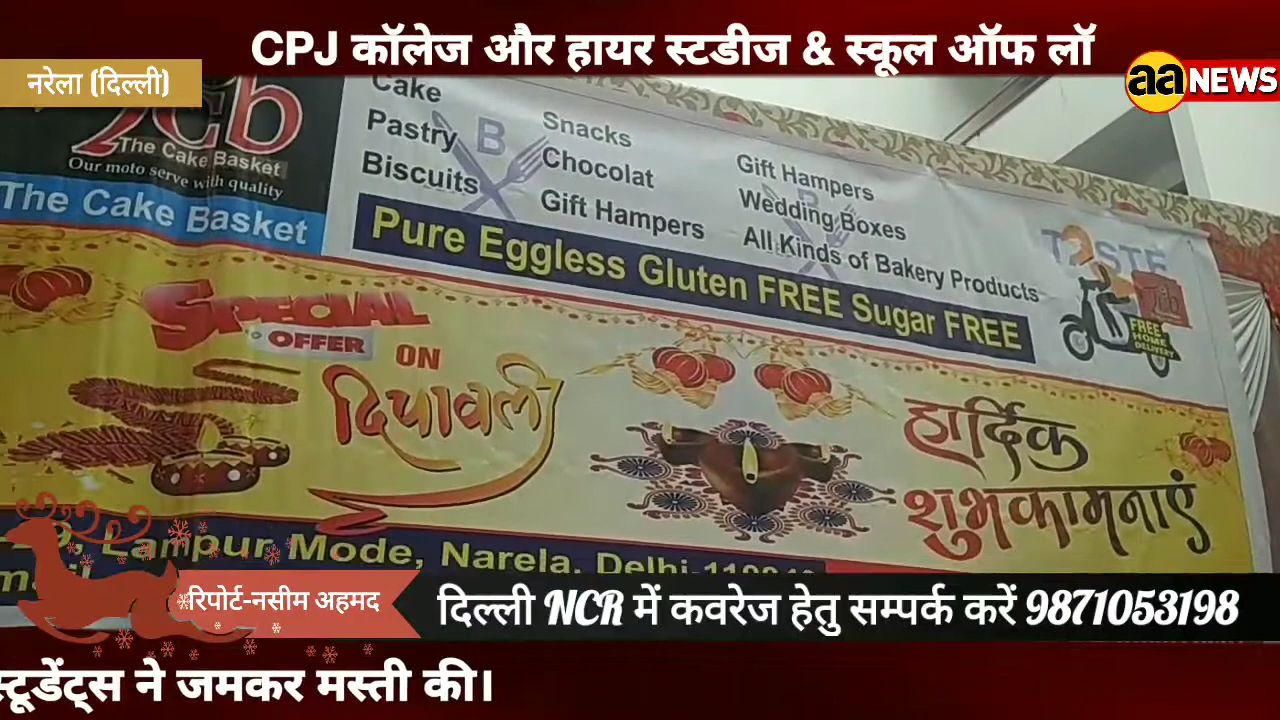 CPJ कॉलेज और हायर स्टडीज & स्कूल ऑफ लॉ
नरेला (दिल्ली)
aa NEWS
The Cake Basket
Our moto serve with quality
The Cake Basket
Cake
Pastry
Biscuits
B
Snacks
Chocolat
Gift Hampers
Gift Hampers
Wedding Boxes
All Kinds of Bakery Products
Pure Eggless Gluten FREE Sugar FREE
TASTE
FREE
HOME
DELIVERY
SPECIAL
OFFER ON
दिपावली
हार्दिक
शुभकामनाएं
Lampur Mode, Narela, Delhi
रिपोर्ट-नसीम अहमद
दिल्ली NCR में कवरेज हेतु सम्पर्क करें 9871053198
स्टूडेंट्स ने जमकर मस्ती की।